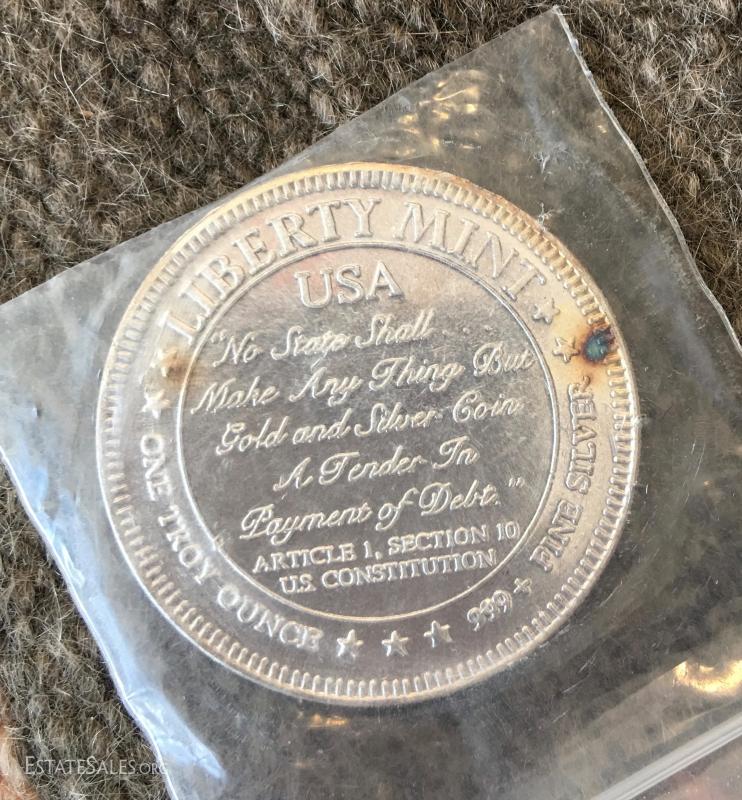 LIBERTY MINT
USA
"No State Shall . . .
Make Any Thing But
Gold and Silver Coin
A Tender In
Payment of Debt."
ARTICLE 1, SECTION 10
U.S. CONSTITUTION
ONE TROY OUNCE
.999+ FINE SILVER
ESTATESALES.ORG